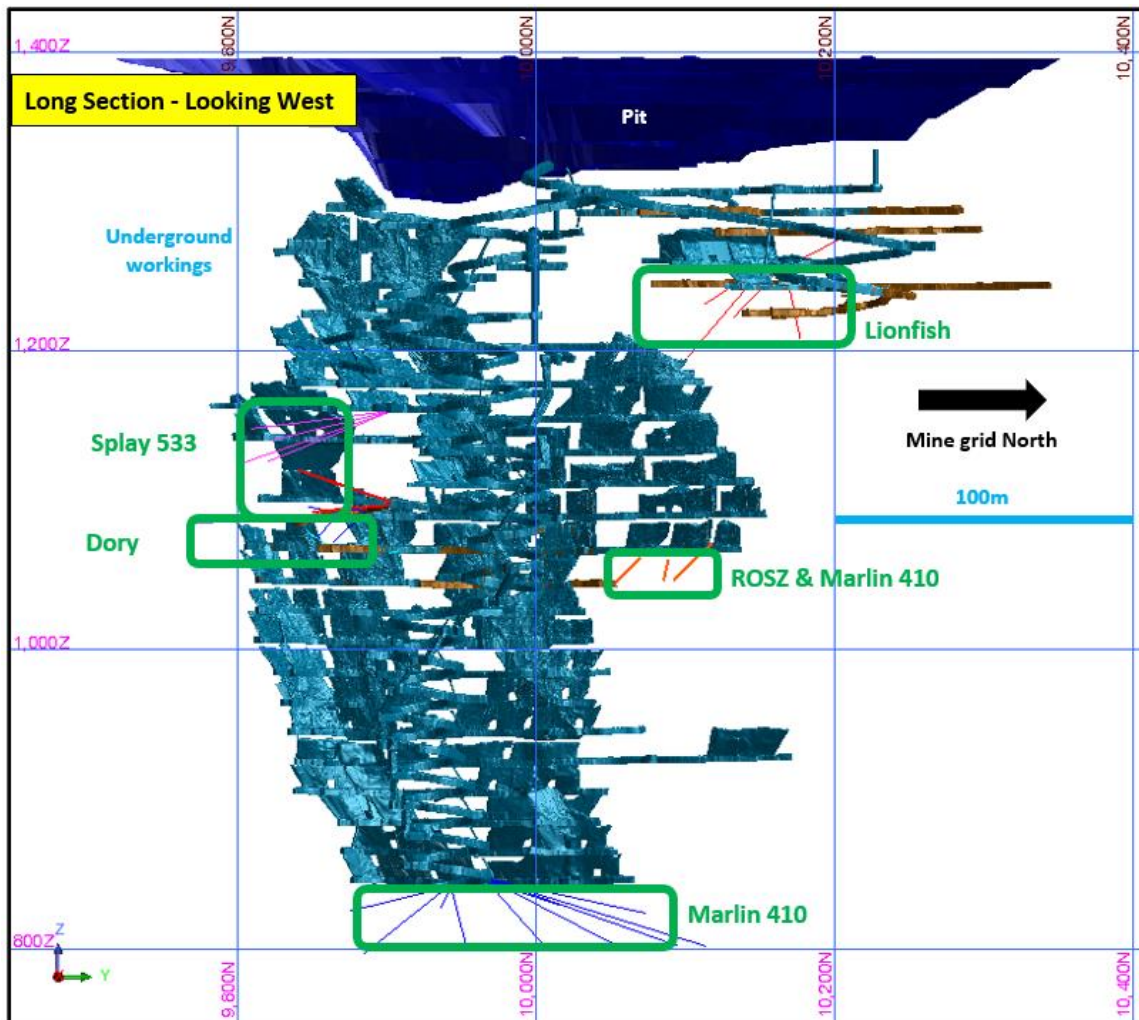 9,800N
10,000N
10,200N
10,400N
1,400Z
Long Section - Looking West
Pit
Underground
workings
Lionfish
1,200Z
Mine grid North
Splay 533
100m
Dory
ROSZ & Marlin 410
1,000Z
Marlin 410
800Z
Z
Y
9,800N
10,000N
10,200N
10,400N